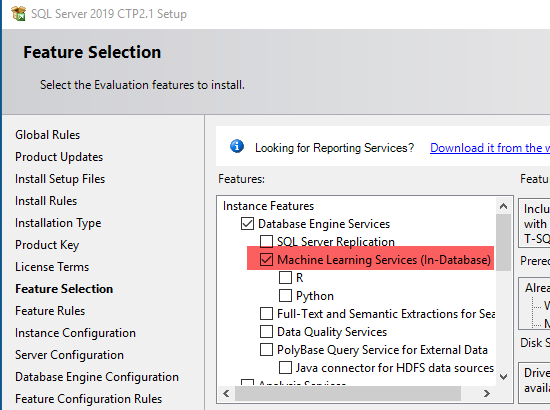 SQL Server 2019 CTP2.1 Setup
Feature Selection
Select the Evaluation features to install.
Global Rules
Product Updates
Install Setup Files
Install Rules
Installation Type
Product Key
License Terms
Feature Selection
Feature Rules
Instance Configuration
Server Configuration
Database Engine Configuration
Feature Configuration Rules
Looking for Reporting Services? Download it from the w
Features:
Instance Features
Database Engine Services
SQL Server Replication
Machine Learning Services (In-Database)
R
Python
Full-Text and Semantic Extractions for Sea
Data Quality Services
PolyBase Query Service for External Data
Java connector for HDFS data sources
Analysis Services
Featu
Inclu
with
T-SQ
Prerec
Alrea
Disk S
Drive
availa